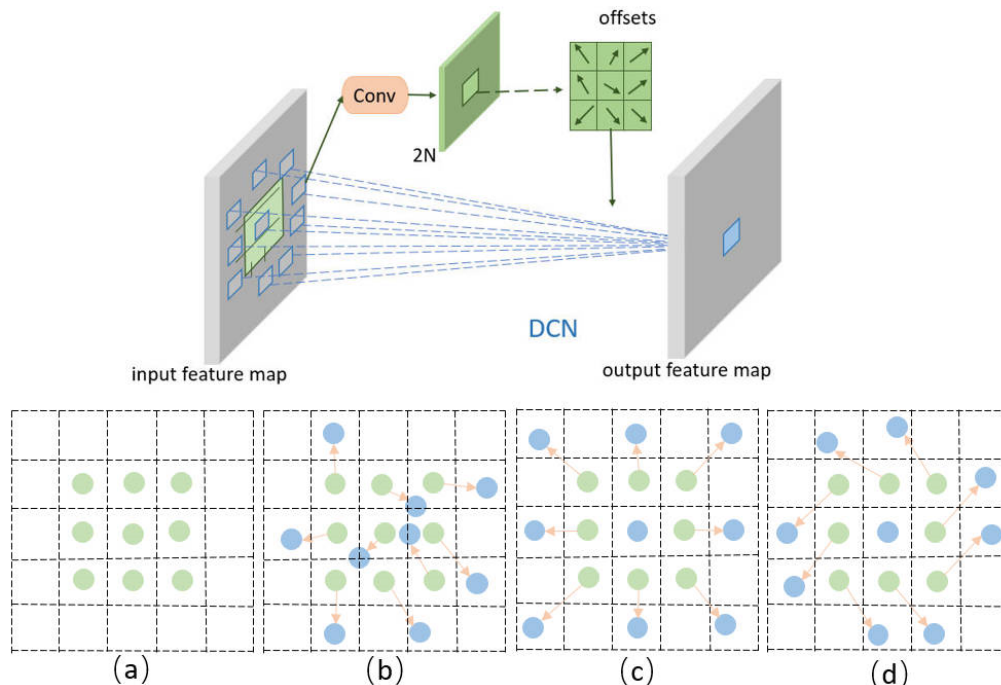 offsets
Conv
2N
DCN
input feature map
output feature map
(a)
(b)
(c)
(d)